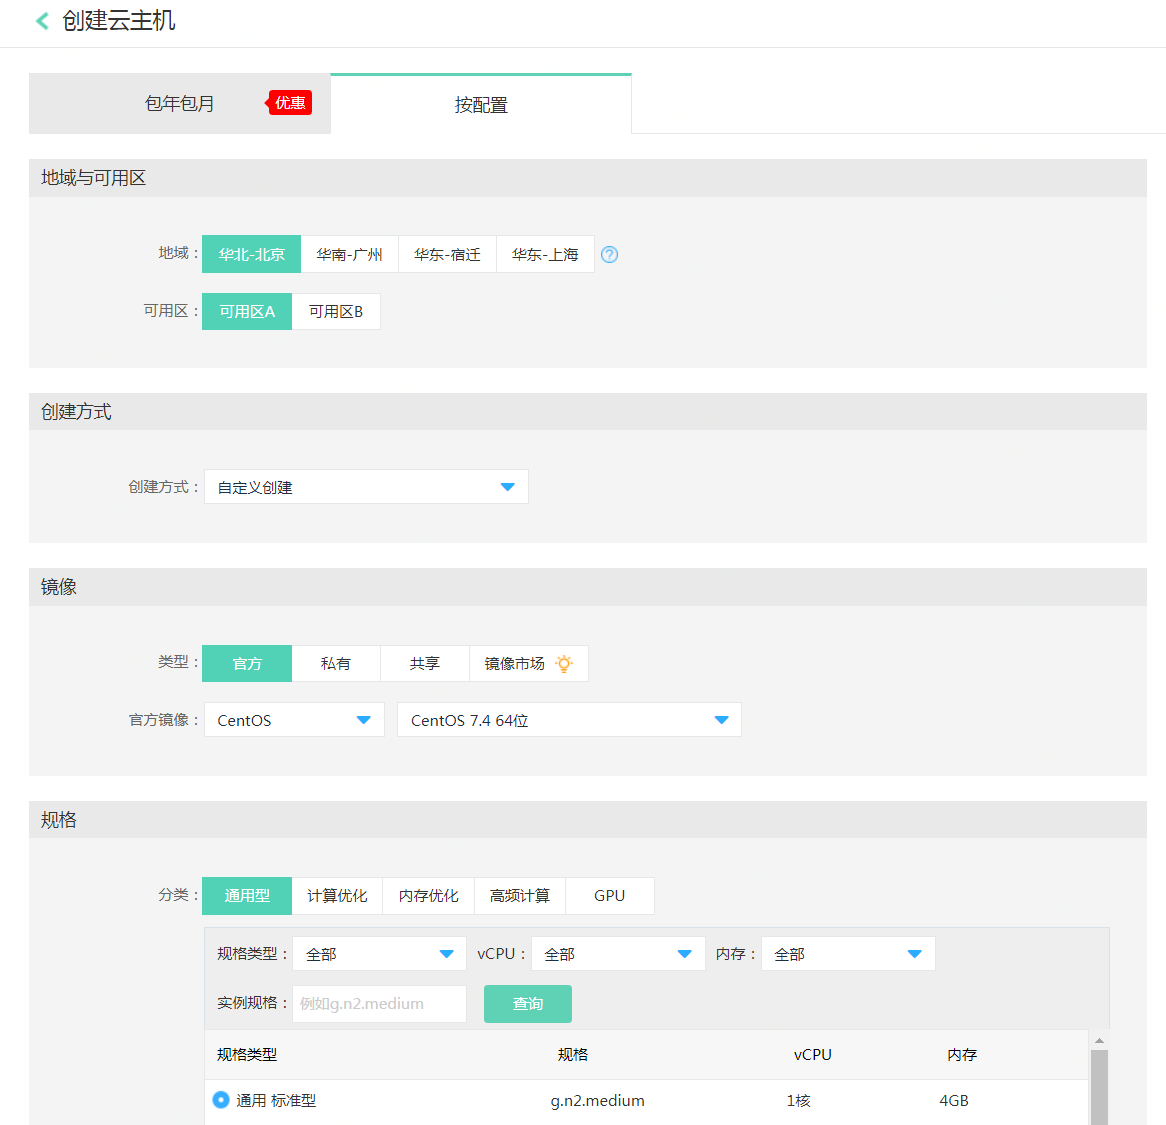 创建云主机
包年包月 优惠 按配置
地域与可用区
地域： 华北-北京 华南-广州 华东-宿迁 华东-上海 ?
可用区： 可用区A 可用区B
创建方式
创建方式： 自定义创建
镜像
类型： 官方 私有 共享 镜像市场
官方镜像： CentOS CentOS 7.4 64位
规格
分类： 通用型 计算优化 内存优化 高频计算 GPU
规格类型： 全部 vCPU： 全部 内存： 全部
实例规格： 例如g.n2.medium 查询
规格类型 规格 vCPU 内存
通用 标准型 g.n2.medium 1核 4GB